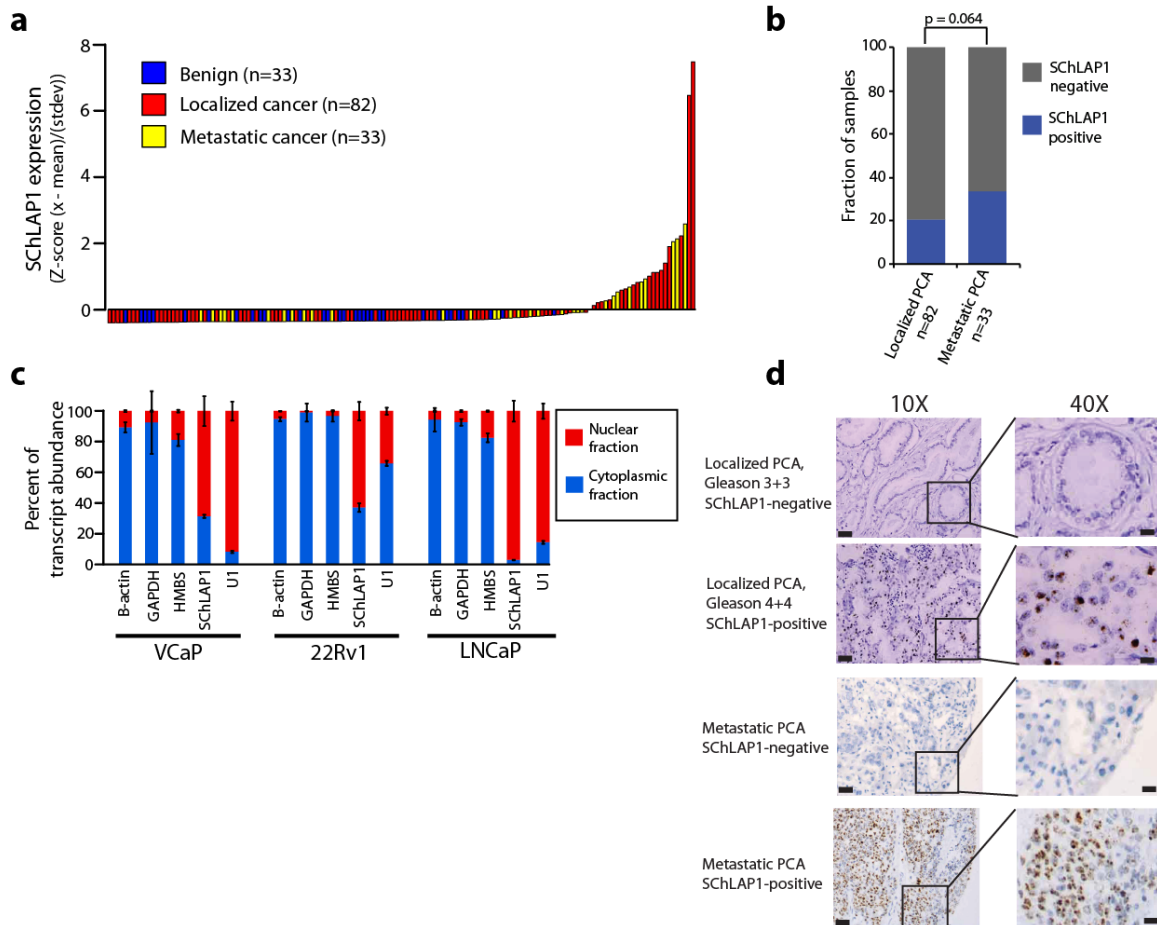 a
SChLAP1 expression
(Z-score (x - mean)/(stdev))
8
6
4
2
0
Benign (n=33)
Localized cancer (n=82)
Metastatic cancer (n=33)
b
p = 0.064
Fraction of samples
100
80
60
40
20
0
SChLAP1
negative
SChLAP1
positive
Localized PCA
n=82
Metastatic PCA
n=33
c
Percent of
transcript abundance
100
80
60
40
20
0
Nuclear
fraction
Cytoplasmic
fraction
B-actin
GAPDH
HMBS
SChLAP1
U1
B-actin
GAPDH
HMBS
SChLAP1
U1
B-actin
GAPDH
HMBS
SChLAP1
U1
VCaP
22Rv1
LNCaP
d
10X
40X
Localized PCA,
Gleason 3+3
SChLAP1-negative
Localized PCA,
Gleason 4+4
SChLAP1-positive
Metastatic PCA
SChLAP1-negative
Metastatic PCA
SChLAP1-positive